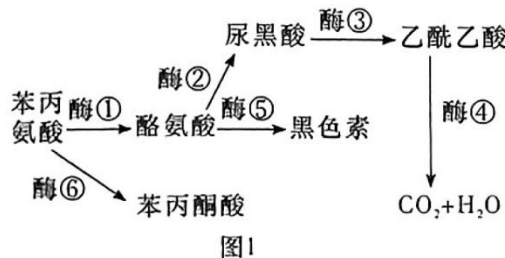 尿黑酸 酶③ 乙酰乙酸
酶②
苯丙
氨酸 酶① 酪氨酸 酶⑤ 黑色素 酶④
酶⑥
苯丙酮酸 CO₂+H₂O
图1